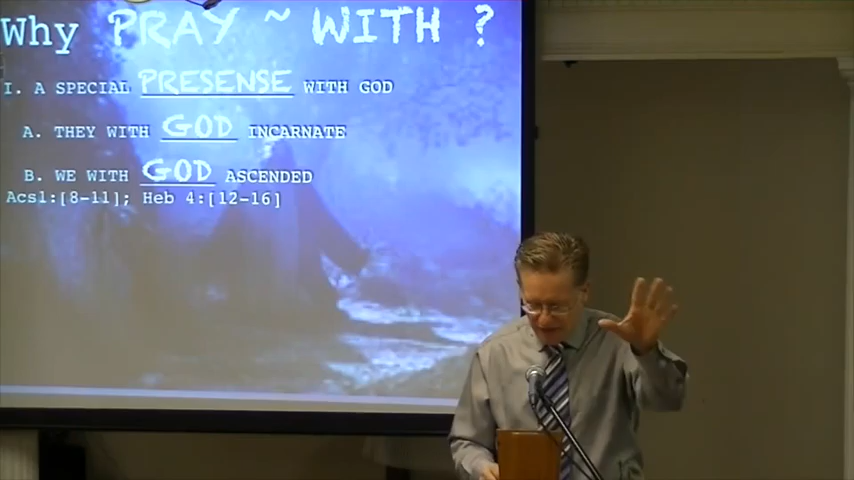 Why PRAY ~ WITH ?
I. A SPECIAL PRESENSE WITH GOD
A. THEY WITH GOD INCARNATE
B. WE WITH GOD ASCENDED
Acs1:[8-11]; Heb 4:[12-16]